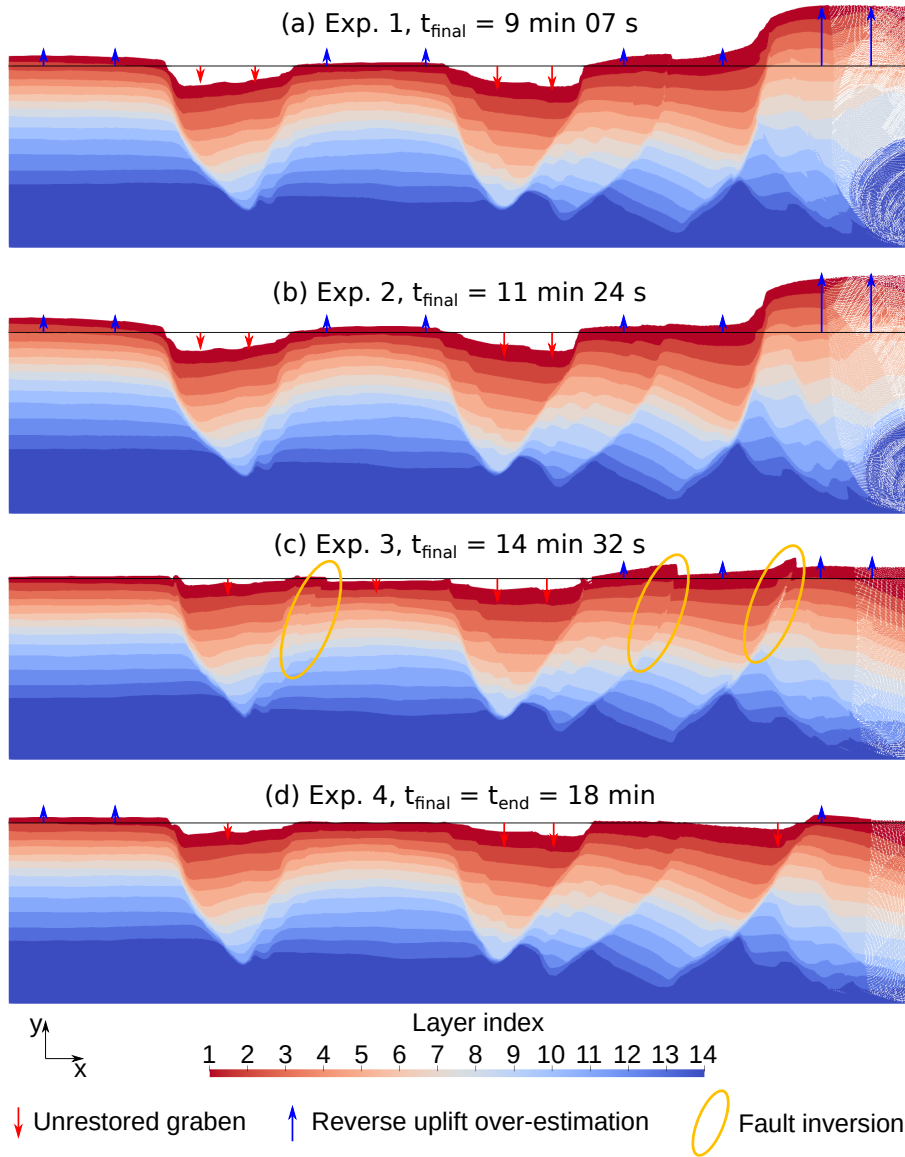 (a) Exp. 1, t_final = 9 min 07 s
(b) Exp. 2, t_final = 11 min 24 s
(c) Exp. 3, t_final = 14 min 32 s
(d) Exp. 4, t_final = t_end = 18 min
y
x
Layer index
1 2 3 4 5 6 7 8 9 10 11 12 13 14
Unrestored graben
Reverse uplift over-estimation
Fault inversion